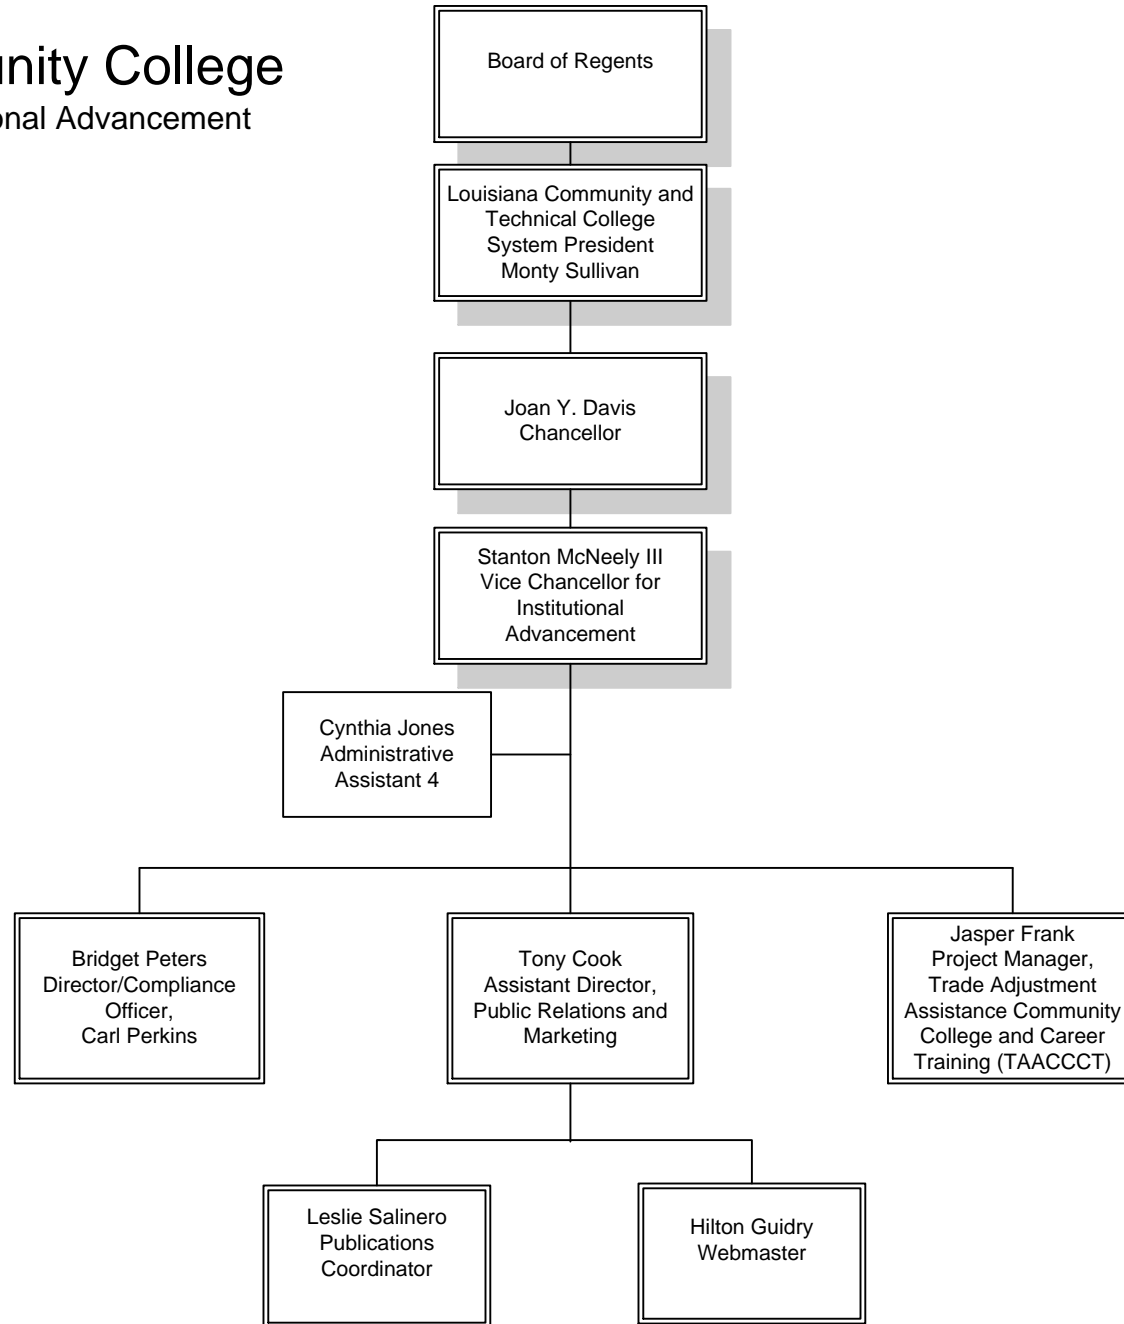 unity College
onal Advancement
Board of Regents
Louisiana Community and
Technical College
System President
Monty Sullivan
Joan Y. Davis
Chancellor
Stanton McNeely III
Vice Chancellor for
Institutional
Advancement
Cynthia Jones
Administrative
Assistant 4
Bridget Peters
Director/Compliance
Officer,
Carl Perkins
Tony Cook
Assistant Director,
Public Relations and
Marketing
Jasper Frank
Project Manager,
Trade Adjustment
Assistance Community
College and Career
Training (TAACCCT)
Leslie Salinero
Publications
Coordinator
Hilton Guidry
Webmaster